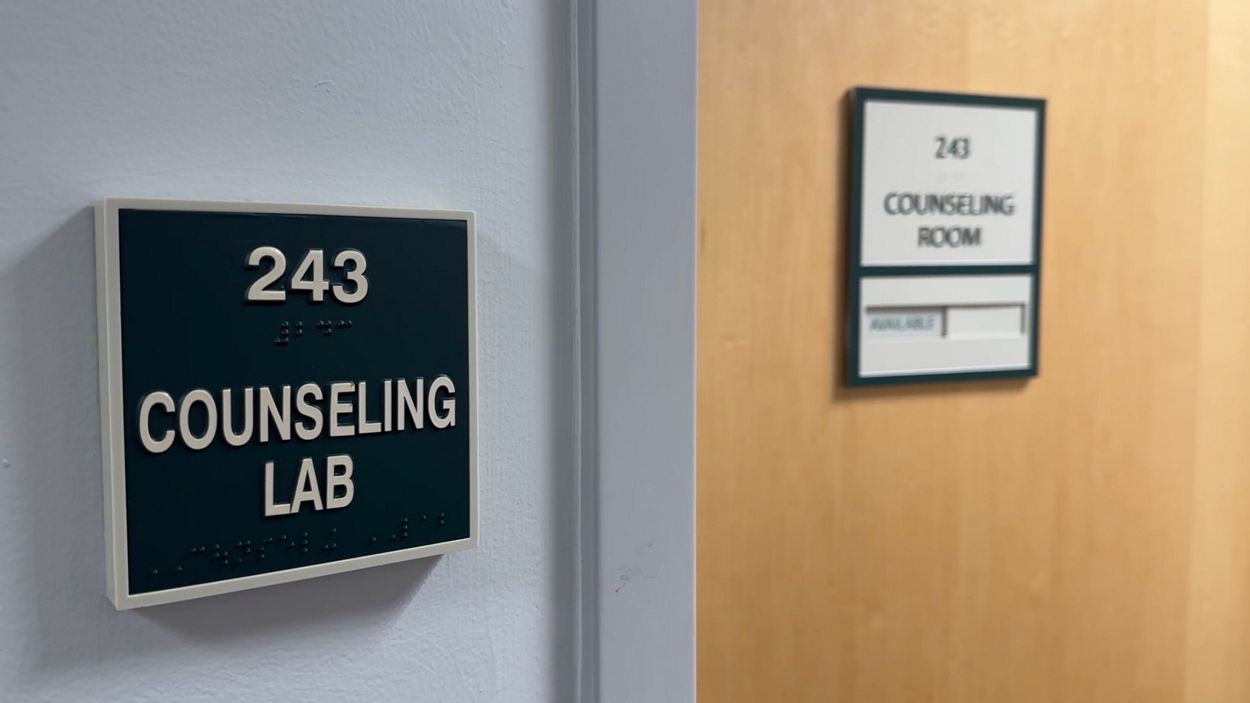 243
COUNSELING
LAB
243
COUNSELING
ROOM
AVAILABLE